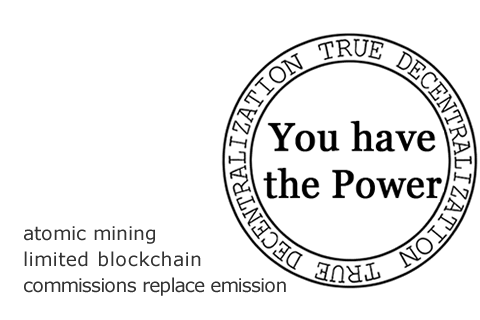 TRUE DECENTRALIZATION TRUE DECENTRALIZATION
You have
the Power
atomic mining
limited blockchain
commissions replace emission